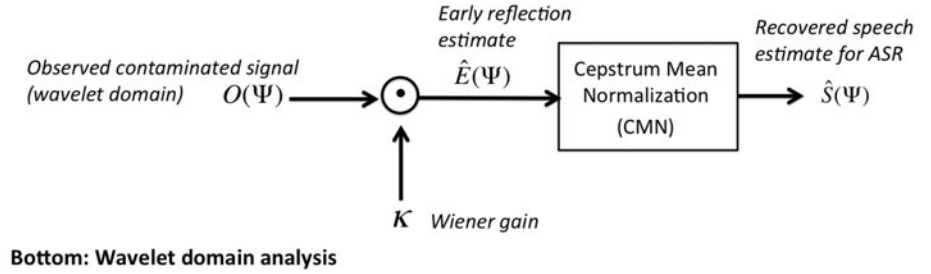 Early reflection
estimate
Ê(Ψ)
Recovered speech
estimate for ASR
Observed contaminated signal
(wavelet domain) O(Ψ)
Cepstrum Mean
Normalization
(CMN)
Ŝ(Ψ)
κ Wiener gain
Bottom: Wavelet domain analysis